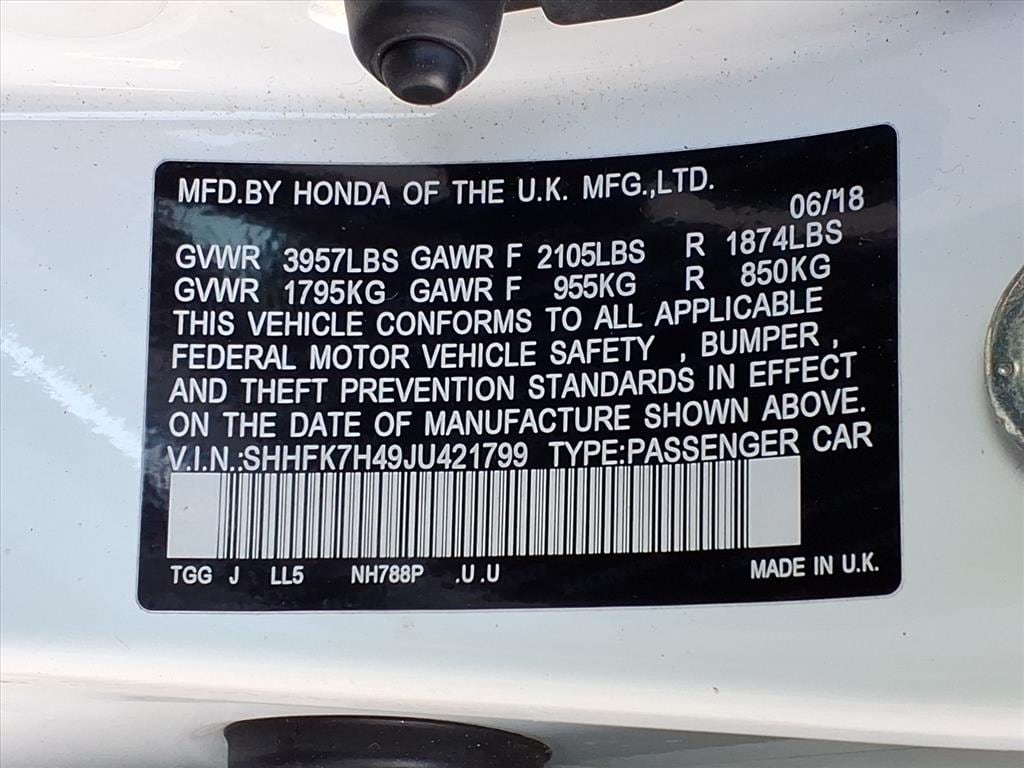 MFD.BY HONDA OF THE U.K. MFG.,LTD.
06/18
GVWR 3957LBS GAWR F 2105LBS R 1874LBS
GVWR 1795KG GAWR F 955KG R 850KG
THIS VEHICLE CONFORMS TO ALL APPLICABLE
FEDERAL MOTOR VEHICLE SAFETY , BUMPER ,
AND THEFT PREVENTION STANDARDS IN EFFECT
ON THE DATE OF MANUFACTURE SHOWN ABOVE.
V.I.N.:SHHFK7H49JU421799 TYPE:PASSENGER CAR
TGG J LL5 NH788P .U .U MADE IN U.K.